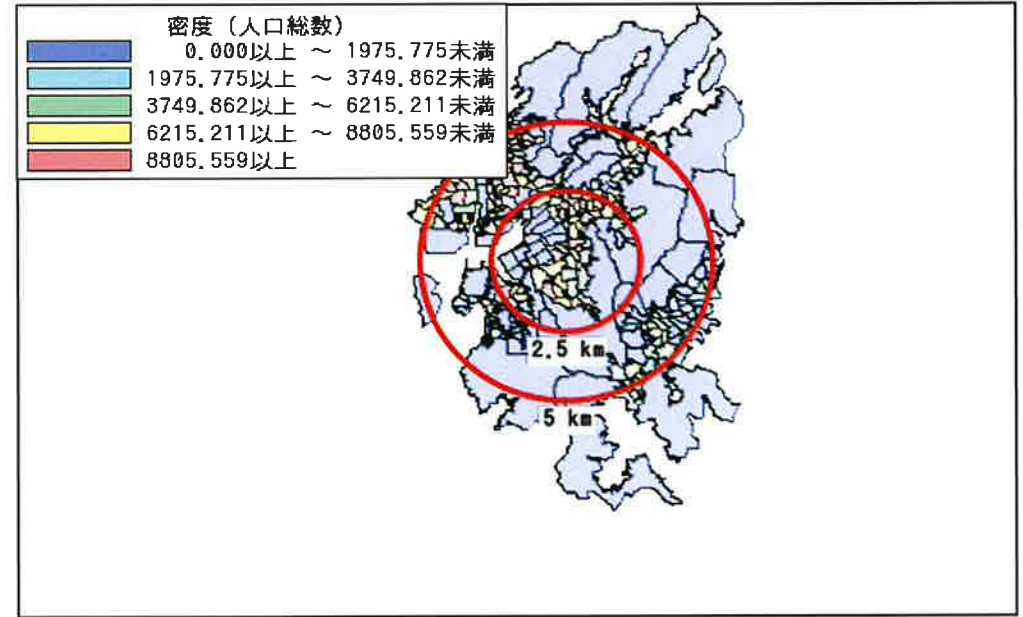 密度（人口総数）
0.000以上 ～ 1975.775未満
1975.775以上 ～ 3749.862未満
3749.862以上 ～ 6215.211未満
6215.211以上 ～ 8805.559未満
8805.559以上
2.5 km
5 km